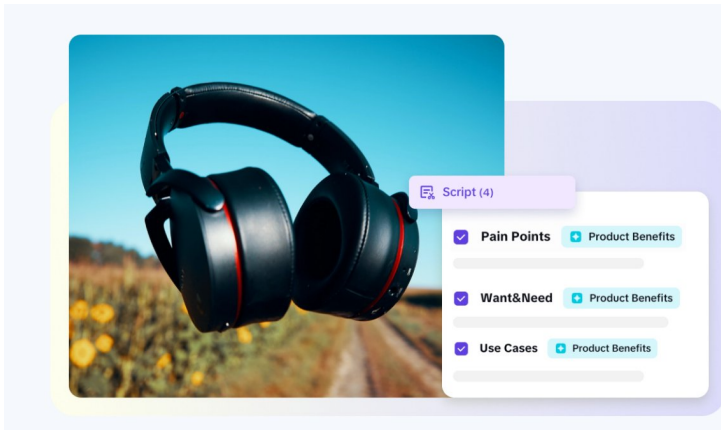 Script (4)
Pain Points Product Benefits
Want&Need Product Benefits
Use Cases Product Benefits